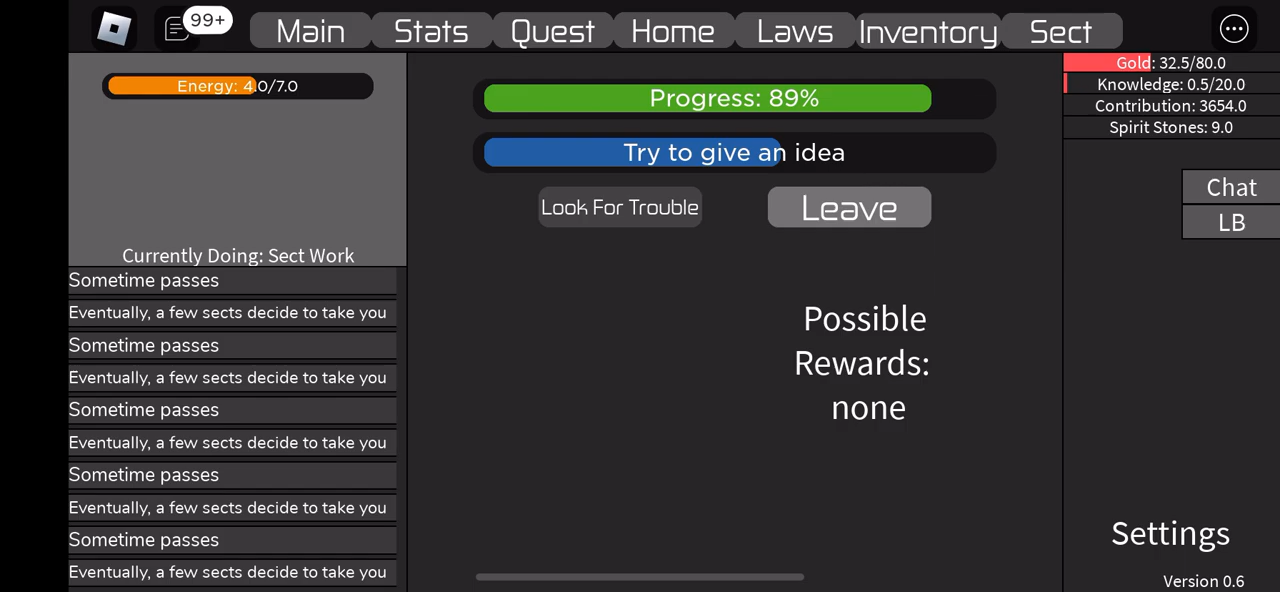 99+
Main
Stats
Quest
Home
Laws
Inventory
Sect
Energy: 4.0/7.0
Currently Doing: Sect Work
Sometime passes
Eventually, a few sects decide to take you
Sometime passes
Eventually, a few sects decide to take you
Sometime passes
Eventually, a few sects decide to take you
Sometime passes
Eventually, a few sects decide to take you
Sometime passes
Eventually, a few sects decide to take you
Progress: 89%
Try to give an idea
Look For Trouble
Leave
Possible
Rewards:
none
Gold: 32.5/80.0
Knowledge: 0.5/20.0
Contribution: 3654.0
Spirit Stones: 9.0
Chat
LB
Settings
Version 0.6